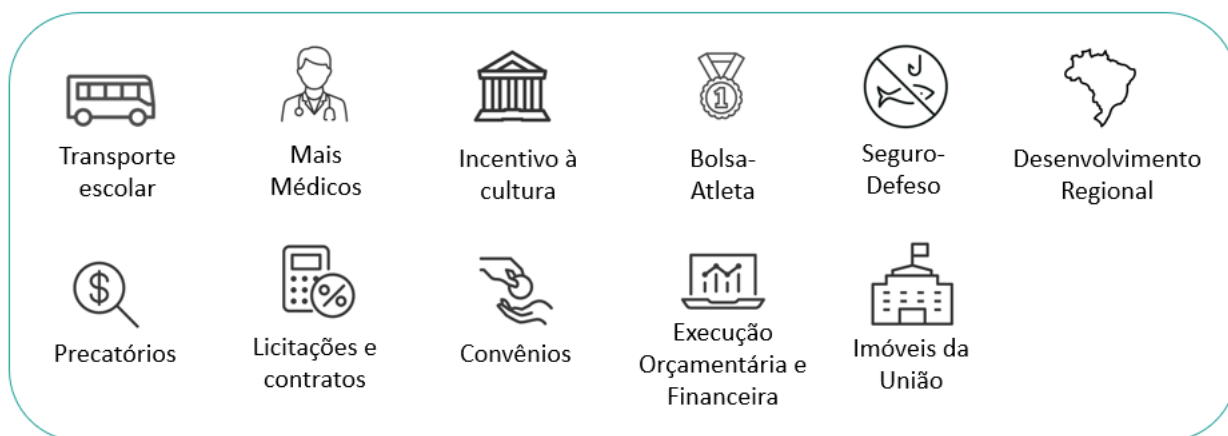 Transporte
escolar
Mais
Médicos
Incentivo à
cultura
1
Bolsa-
Atleta
Seguro-
Defeso
Desenvolvimento
Regional
$
Precatórios
%
Licitações e
contratos
Convênios
Execução
Orçamentária e
Financeira
Imóveis da
União